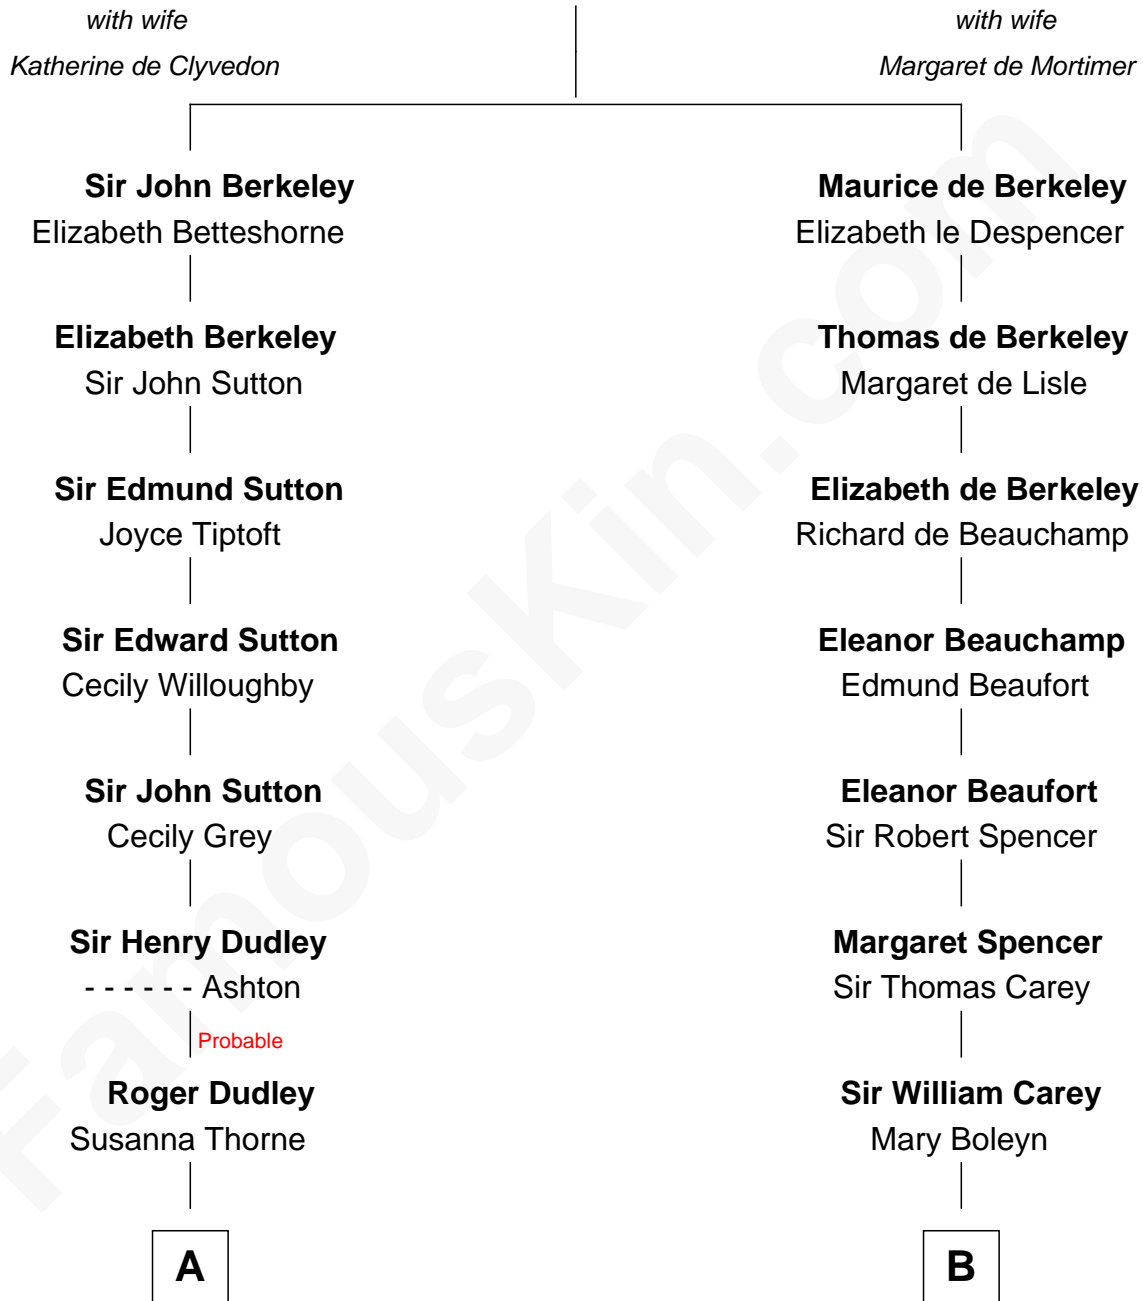 with wife
Katherine de Clyvedon
with wife
Margaret de Mortimer
Sir John Berkeley
Elizabeth Betteshorne
Maurice de Berkeley
Elizabeth le Despencer
Elizabeth Berkeley
Sir John Sutton
Thomas de Berkeley
Margaret de Lisle
Sir Edmund Sutton
Joyce Tiptoft
Elizabeth de Berkeley
Richard de Beauchamp
Sir Edward Sutton
Cecily Willoughby
Eleanor Beauchamp
Edmund Beaufort
Sir John Sutton
Cecily Grey
Eleanor Beaufort
Sir Robert Spencer
Sir Henry Dudley
- - - - - - Ashton
Margaret Spencer
Sir Thomas Carey
Probable
Roger Dudley
Susanna Thorne
Sir William Carey
Mary Boleyn
A
B
FamousKin.com